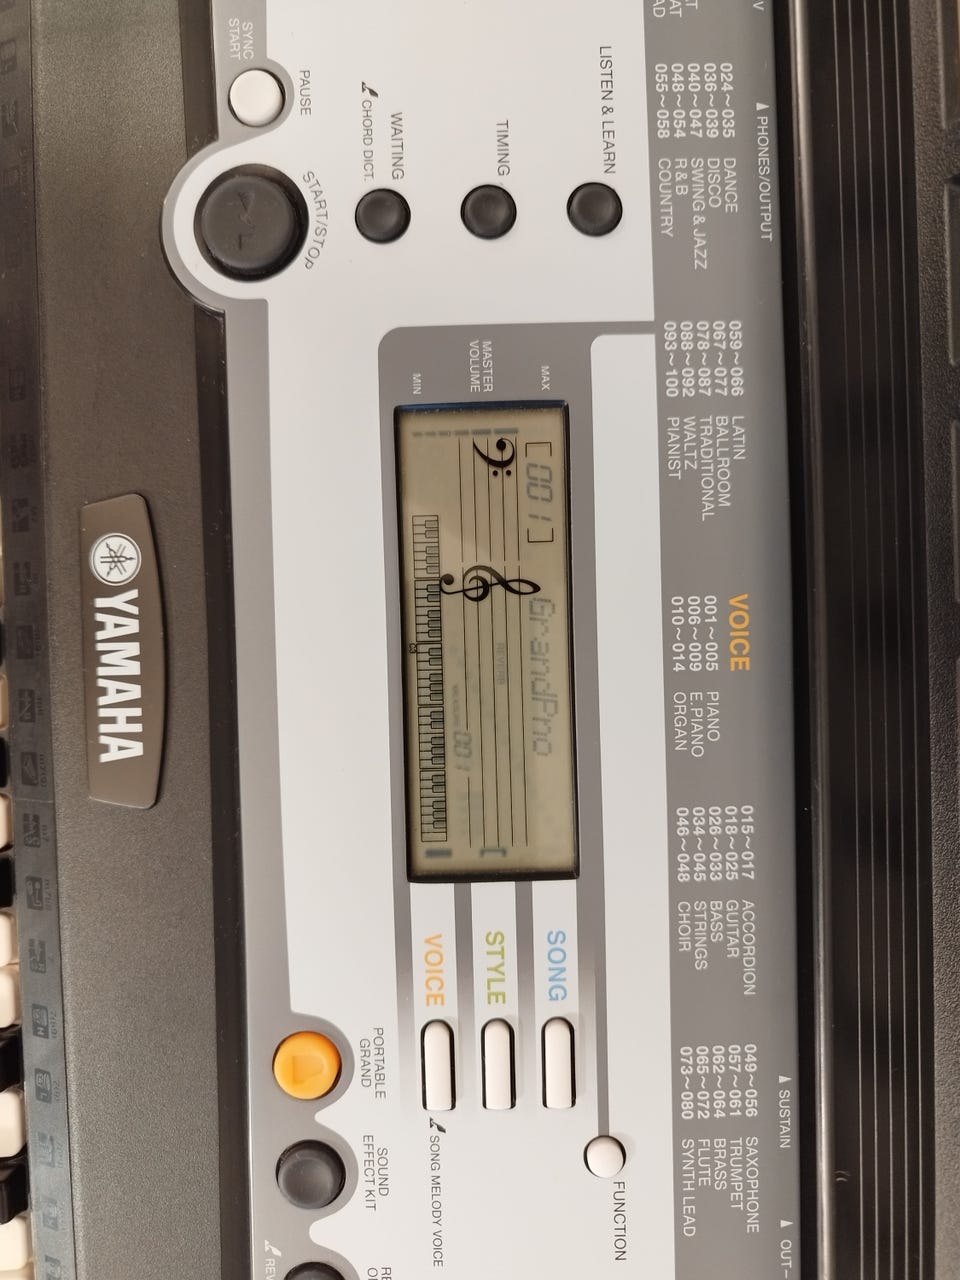 PHONES/OUTPUT
SUSTAIN
024~035 DANCE
036~039 DISCO
040~047 SWING & JAZZ
048~054 R & B
055~058 COUNTRY
059~066 LATIN
067~077 BALLROOM
078~087 TRADITIONAL
088~092 WALTZ
093~100 PIANIST
VOICE
001~005 PIANO
006~009 E.PIANO
010~014 ORGAN
015~017 ACCORDION
018~025 GUITAR
026~033 BASS
034~045 STRINGS
046~048 CHOIR
049~056 SAXOPHONE
057~061 TRUMPET
062~064 BRASS
065~072 FLUTE
073~080 SYNTH LEAD
LISTEN & LEARN
TIMING
WAITING
CHORD DICT.
SYNC
START
PAUSE
START/STOP
MAX
MASTER
VOLUME
MIN
001 GrandPno
REVERB
MEASURE 001
SONG
STYLE
VOICE
FUNCTION
SONG MELODY VOICE
PORTABLE
GRAND
SOUND
EFFECT KIT
YAMAHA